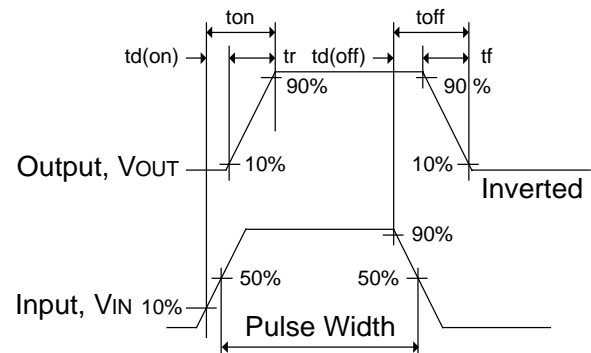 ton toff
td(on) tr td(off) tf
90% 90 %
Output, VOUT 10% 10%
Inverted
90%
50% 50%
Input, VIN 10%
Pulse Width